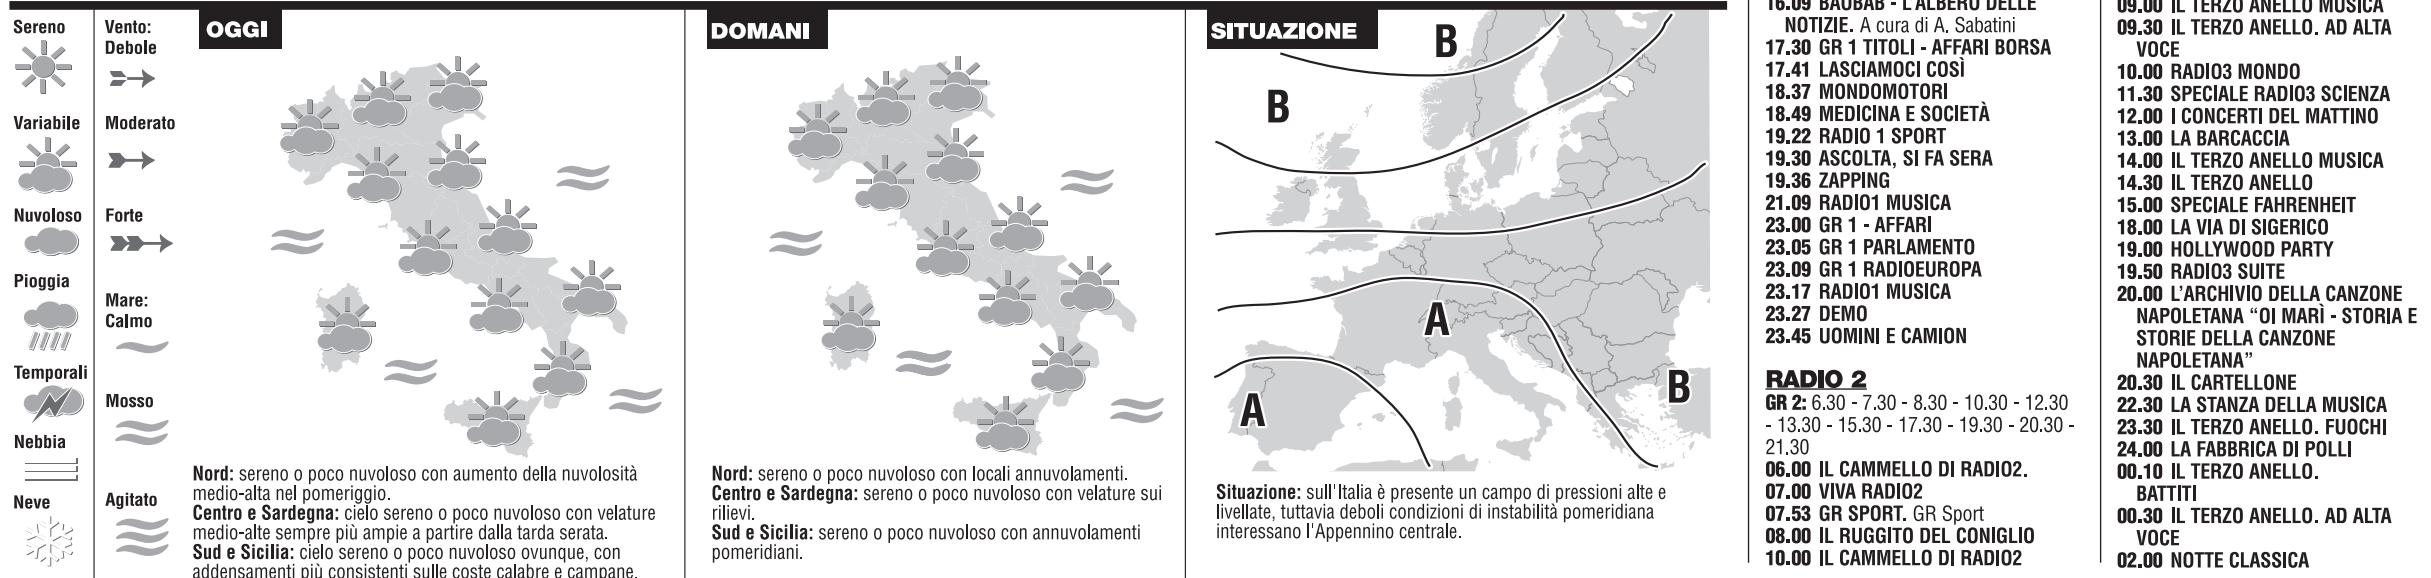 Sereno
Variabile
Nuvoloso
Pioggia
Temporali
Nebbia
Neve
Vento:
Debole
Moderato
Forte
Mare:
Calmo
Mosso
Agitato
OGGI
Nord: sereno o poco nuvoloso con aumento della nuvolosità
medio-alta nel pomeriggio.
Centro e Sardegna: cielo sereno o poco nuvoloso con velature
medio-alte sempre più ampie a partire dalla tarda serata.
Sud e Sicilia: cielo sereno o poco nuvoloso ovunque, con
addensamenti più consistenti sulle coste calabre e campane.
DOMANI
Nord: sereno o poco nuvoloso con locali annuvolamenti.
Centro e Sardegna: sereno o poco nuvoloso con velature sui
rilievi.
Sud e Sicilia: sereno o poco nuvoloso con annuvolamenti
pomeridiani.
SITUAZIONE
B
B
A
A
B
Situazione: sull'Italia è presente un campo di pressioni alte e
livellate, tuttavia deboli condizioni di instabilità pomeridiana
interessano l'Appennino centrale.
16.09 BAOBAB - L'ALBERO DELLE
NOTIZIE. A cura di A. Sabatini
17.30 GR 1 TITOLI - AFFARI BORSA
17.41 LASCIAMOCI COSÌ
18.37 MONDOMOTORI
18.49 MEDICINA E SOCIETÀ
19.22 RADIO 1 SPORT
19.30 ASCOLTA, SI FA SERA
19.36 ZAPPING
21.09 RADIO1 MUSICA
23.00 GR 1 - AFFARI
23.05 GR 1 PARLAMENTO
23.09 GR 1 RADIOEUROPA
23.17 RADIO1 MUSICA
23.27 DEMO
23.45 UOMINI E CAMION
RADIO 2
GR 2: 6.30 - 7.30 - 8.30 - 10.30 - 12.30
- 13.30 - 15.30 - 17.30 - 19.30 - 20.30 -
21.30
06.00 IL CAMMELLO DI RADIO2.
07.00 VIVA RADIO2
07.53 GR SPORT. GR Sport
08.00 IL RUGGITO DEL CONIGLIO
10.00 IL CAMMELLO DI RADIO2
09.00 IL TERZO ANELLO MUSICA
09.30 IL TERZO ANELLO. AD ALTA
VOCE
10.00 RADIO3 MONDO
11.30 SPECIALE RADIO3 SCIENZA
12.00 I CONCERTI DEL MATTINO
13.00 LA BARCACCIA
14.00 IL TERZO ANELLO MUSICA
14.30 IL TERZO ANELLO
15.00 SPECIALE FAHRENHEIT
18.00 LA VIA DI SIGERICO
19.00 HOLLYWOOD PARTY
19.50 RADIO3 SUITE
20.00 L'ARCHIVIO DELLA CANZONE
NAPOLETANA “OI MARÌ - STORIA E
STORIE DELLA CANZONE
NAPOLETANA”
20.30 IL CARTELLONE
22.30 LA STANZA DELLA MUSICA
23.30 IL TERZO ANELLO. FUOCHI
24.00 LA FABBRICA DI POLLI
00.10 IL TERZO ANELLO.
BATTITI
00.30 IL TERZO ANELLO. AD ALTA
VOCE
02.00 NOTTE CLASSICA